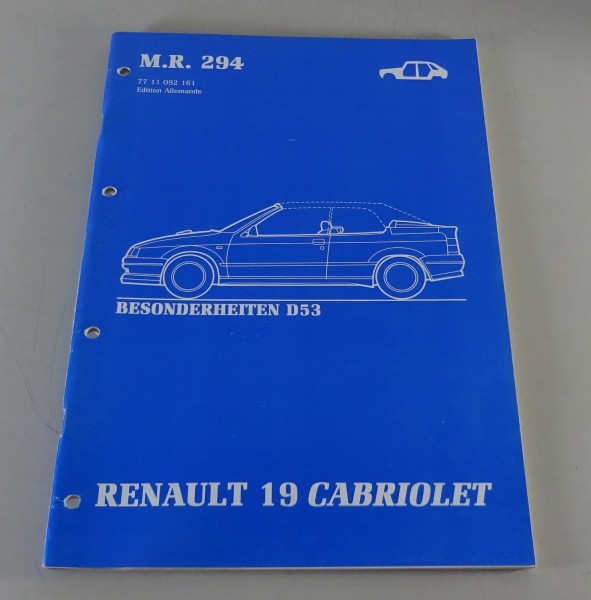 M.R. 294
77 11 092 161
Edition Allemande
BESONDERHEITEN D53
RENAULT 19 CABRIOLET